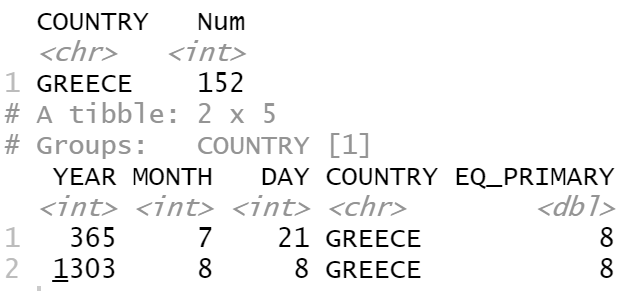 COUNTRY Num
<chr> <int>
1 GREECE 152
# A tibble: 2 x 5
# Groups: COUNTRY [1]
YEAR MONTH DAY COUNTRY EQ_PRIMARY
<int> <int> <int> <chr> <dbl>
1 365 7 21 GREECE 8
2 1303 8 8 GREECE 8